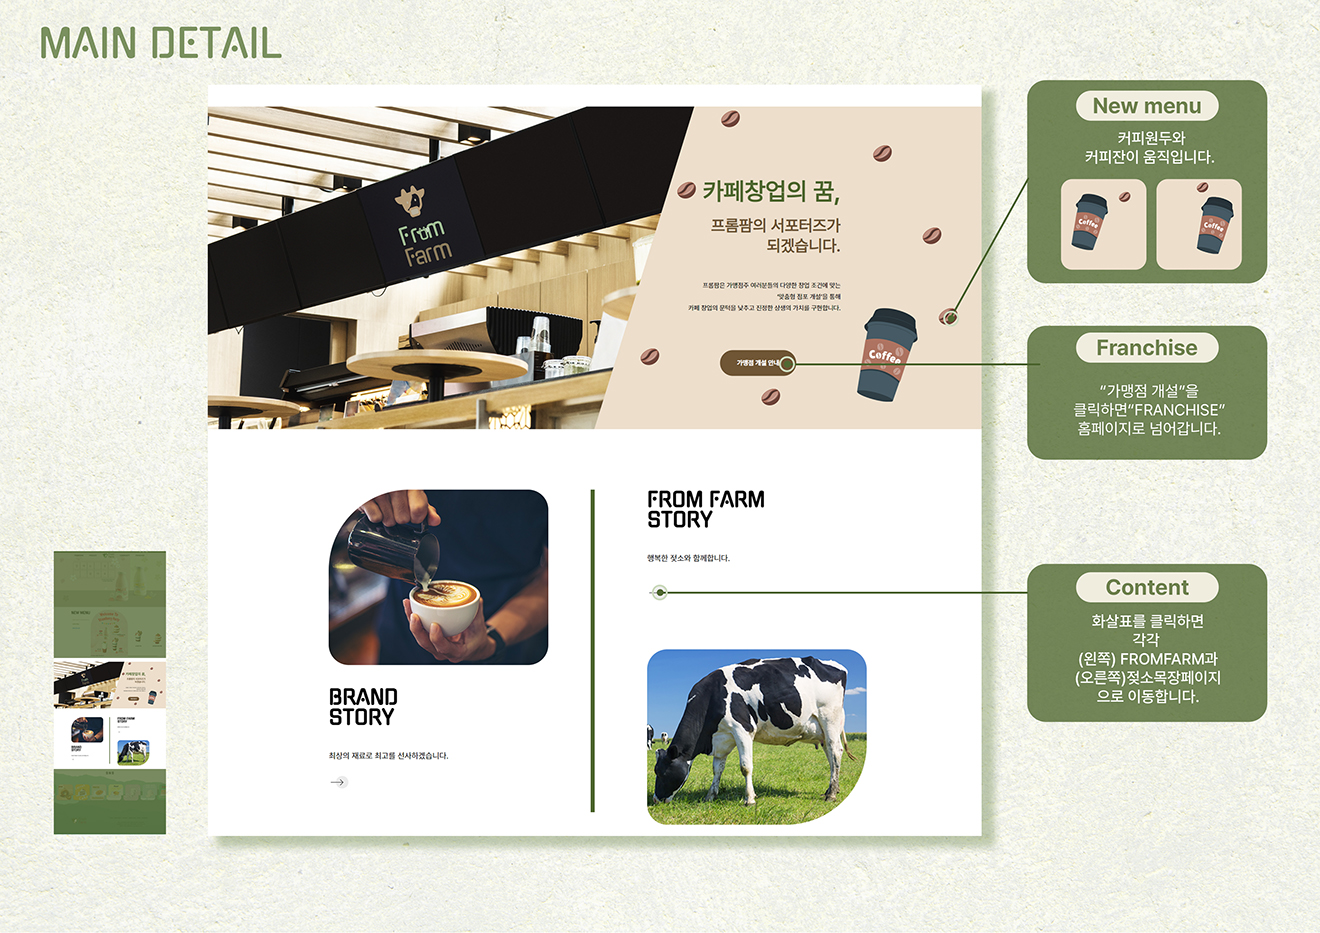 MAIN DETAIL
From
Farm
카페창업의 꿈,
프롬팜의 서포터즈가
되겠습니다.
프롬팜은 가맹점주 여러분들의 다양한 창업 조건에 맞는
'맞춤형 점포 개설'을 통해
카페 창업의 문턱을 낮추고 진정한 상생의 가치를 구현합니다.
가맹점 개설 안내
Coffee
BRAND
STORY
최상의 재료로 최고를 선사하겠습니다.
FROM FARM
STORY
행복한 젖소와 함께합니다.
New menu
커피원두와
커피잔이 움직입니다.
Coffee
Coffee
Franchise
“가맹점 개설”을
클릭하면“FRANCHISE”
홈페이지로 넘어갑니다.
Content
화살표를 클릭하면
각각
(왼쪽) FROMFARM과
(오른쪽)젖소목장페이지
으로 이동합니다.